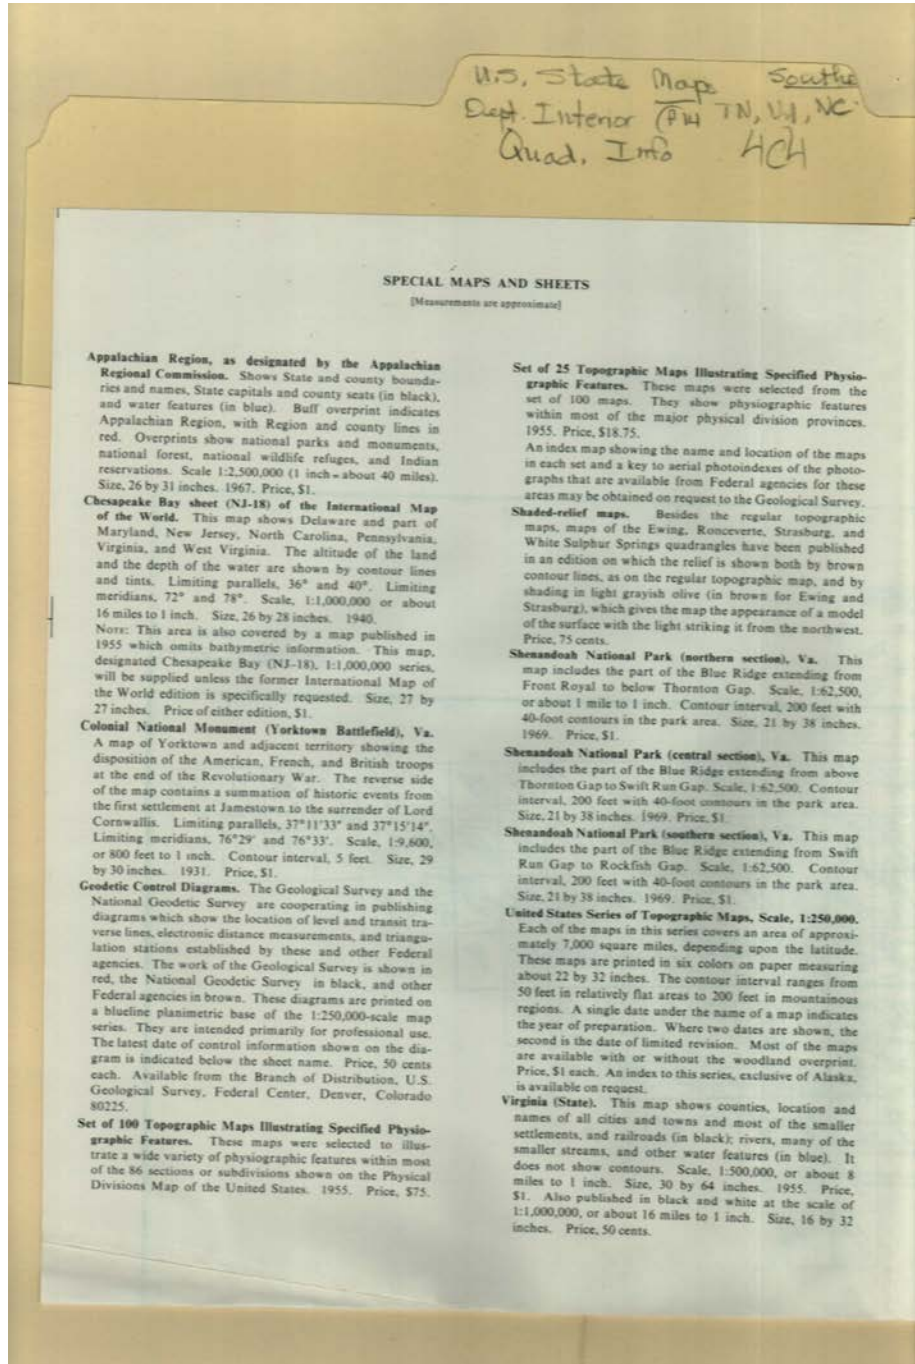 U.S. State Map Southe
Dept. Interior TN, VA, NC
Quad. Info 4C4
SPECIAL MAPS AND SHEETS
[Measurements are approximate]
Appalachian Region, as designated by the Appalachian
Regional Commission. Shows State and county bounda-
ries and names, State capitals and county seats (in black),
and water features (in blue). Buff overprint indicates
Appalachian Region, with Region and county lines in
red. Overprints show national parks and monuments,
national forest, national wildlife refuges, and Indian
reservations. Scale 1:2,500,000 (1 inch=about 40 miles).
Size, 26 by 31 inches. 1967. Price, $1.
Chesapeake Bay sheet (NJ-18) of the International Map
of the World. This map shows Delaware and part of
Maryland, New Jersey, North Carolina, Pennsylvania,
Virginia, and West Virginia. The altitude of the land
and the depth of the water are shown by contour lines
and tints. Limiting parallels, 36° and 40°. Limiting
meridians, 72° and 78°. Scale, 1:1,000,000 or about
16 miles to 1 inch. Size, 26 by 28 inches. 1940.
NOTE: This area is also covered by a map published in
1955 which omits bathymetric information. This map,
designated Chesapeake Bay (NJ-18), 1:1,000,000 series,
will be supplied unless the former International Map of
the World edition is specifically requested. Size, 27 by
27 inches. Price of either edition, $1.
Colonial National Monument (Yorktown Battlefield), Va.
A map of Yorktown and adjacent territory showing the
disposition of the American, French, and British troops
at the end of the Revolutionary War. The reverse side
of the map contains a summation of historic events from
the first settlement at Jamestown to the surrender of Lord
Cornwallis. Limiting parallels, 37°11'33" and 37°15'14".
Limiting meridians, 76°29' and 76°33'. Scale, 1:9,600,
or 800 feet to 1 inch. Contour interval, 5 feet. Size, 29
by 30 inches. 1931. Price, $1.
Geodetic Control Diagrams. The Geological Survey and the
National Geodetic Survey are cooperating in publishing
diagrams which show the location of level and transit tra-
verse lines, electronic distance measurements, and triangu-
lation stations established by these and other Federal
agencies. The work of the Geological Survey is shown in
red, the National Geodetic Survey in black, and other
Federal agencies in brown. These diagrams are printed on
a blueline planimetric base of the 1:250,000-scale map
series. They are intended primarily for professional use.
The latest date of control information shown on the dia-
gram is indicated below the sheet name. Price, 50 cents
each. Available from the Branch of Distribution, U.S.
Geological Survey, Federal Center, Denver, Colorado
80225.
Set of 100 Topographic Maps Illustrating Specified Physio-
graphic Features. These maps were selected to illus-
trate a wide variety of physiographic features within most
of the 86 sections or subdivisions shown on the Physical
Divisions Map of the United States. 1955. Price, $75.
Set of 25 Topographic Maps Illustrating Specified Physio-
graphic Features. These maps were selected from the
set of 100 maps. They show physiographic features
within most of the major physical division provinces.
1955. Price, $18.75.
An index map showing the name and location of the maps
in each set and a key to aerial photoindexes of the photo-
graphs that are available from Federal agencies for these
areas may be obtained on request to the Geological Survey.
Shaded-relief maps. Besides the regular topographic
maps, maps of the Ewing, Ronceverte, Strasburg, and
White Sulphur Springs quadrangles have been published
in an edition on which the relief is shown both by brown
contour lines, as on the regular topographic map, and by
shading in light grayish olive (in brown for Ewing and
Strasburg), which gives the map the appearance of a model
of the surface with the light striking it from the northwest.
Price, 75 cents.
Shenandoah National Park (northern section), Va. This
map includes the part of the Blue Ridge extending from
Front Royal to below Thornton Gap. Scale, 1:62,500,
or about 1 mile to 1 inch. Contour interval, 200 feet with
40-foot contours in the park area. Size, 21 by 38 inches.
1969. Price, $1.
Shenandoah National Park (central section), Va. This map
includes the part of the Blue Ridge extending from above
Thornton Gap to Swift Run Gap. Scale, 1:62,500. Contour
interval, 200 feet with 40-foot contours in the park area.
Size, 21 by 38 inches. 1969. Price, $1.
Shenandoah National Park (southern section), Va. This map
includes the part of the Blue Ridge extending from Swift
Run Gap to Rockfish Gap. Scale, 1:62,500. Contour
interval, 200 feet with 40-foot contours in the park area.
Size, 21 by 38 inches. 1969. Price, $1.
United States Series of Topographic Maps, Scale, 1:250,000.
Each of the maps in this series covers an area of approxi-
mately 7,000 square miles, depending upon the latitude.
These maps are printed in six colors on paper measuring
about 22 by 32 inches. The contour interval ranges from
50 feet in relatively flat areas to 200 feet in mountainous
regions. A single date under the name of a map indicates
the year of preparation. Where two dates are shown, the
second is the date of limited revision. Most of the maps
are available with or without the woodland overprint.
Price, $1 each. An index to this series, exclusive of Alaska,
is available on request.
Virginia (State). This map shows counties, location and
names of all cities and towns and most of the smaller
settlements, and railroads (in black); rivers, many of the
smaller streams, and other water features (in blue). It
does not show contours. Scale, 1:500,000, or about 8
miles to 1 inch. Size, 30 by 64 inches. 1955. Price,
$1. Also published in black and white at the scale of
1:1,000,000, or about 16 miles to 1 inch. Size, 16 by 32
inches. Price, 50 cents.